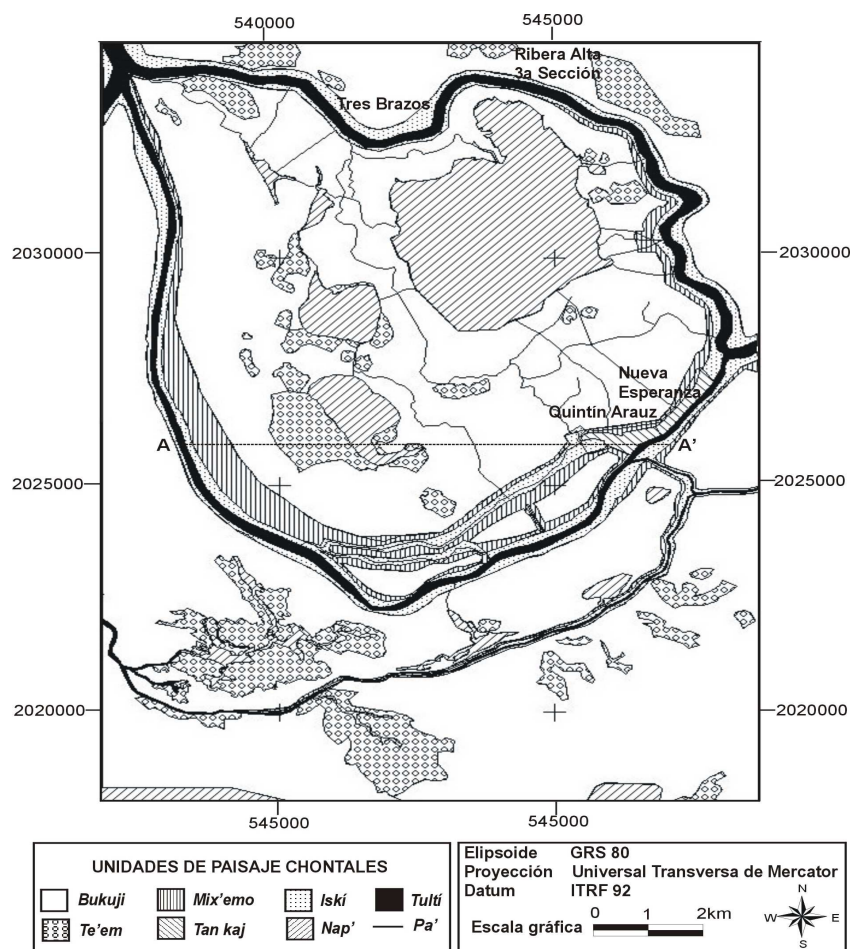 540000
545000
Ribera Alta
3a Sección
Tres Brazos
2030000
2030000
Nueva
Esperanza
Quintín Arauz
A
A'
2025000
2025000
2020000
2020000
545000
545000
UNIDADES DE PAISAJE CHONTALES
Bukuji
Mix'emo
Iskí
Tultí
Te'em
Tan kaj
Nap'
Pa'
Elipsoide GRS 80
Proyección Universal Transversa de Mercator
Datum ITRF 92
Escala gráfica
0 1 2km
N
W
E
S